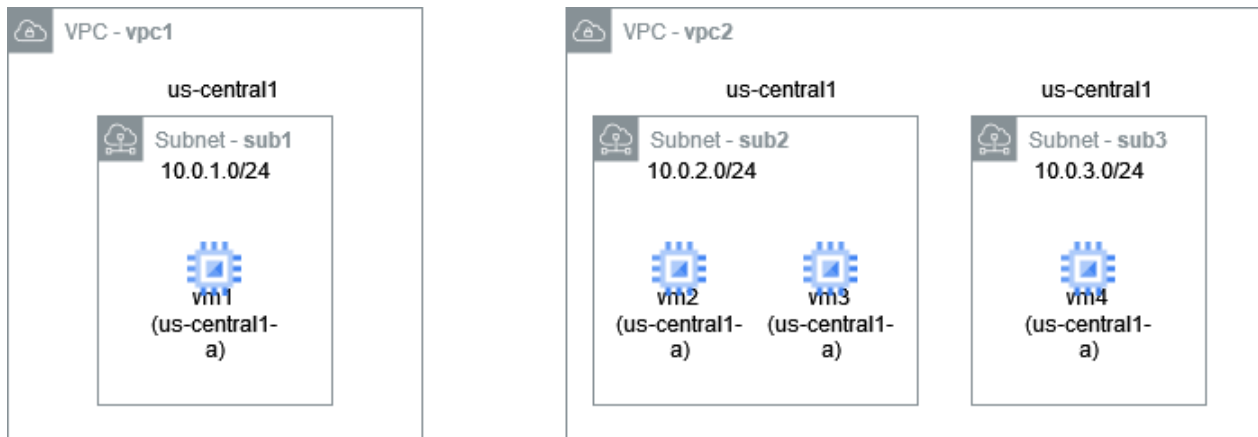 VPC - vpc1
us-central1
Subnet - sub1
10.0.1.0/24
vm1
(us-central1-
a)
VPC - vpc2
us-central1
Subnet - sub2
10.0.2.0/24
vm2
(us-central1-
a)
vm3
(us-central1-
a)
us-central1
Subnet - sub3
10.0.3.0/24
vm4
(us-central1-
a)